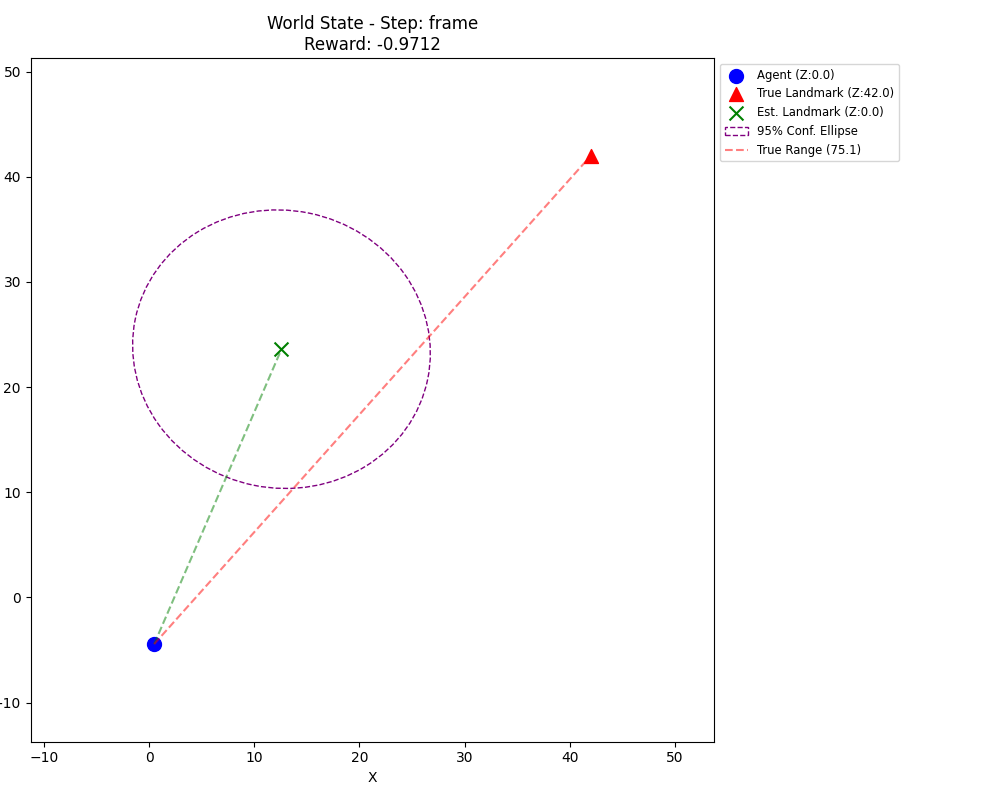 World State - Step: frame
Reward: -0.9712
Agent (Z:0.0)
True Landmark (Z:42.0)
Est. Landmark (Z:0.0)
95% Conf. Ellipse
True Range (75.1)
50
40
30
20
10
0
-10
−10 0 10 20 30 40 50
X